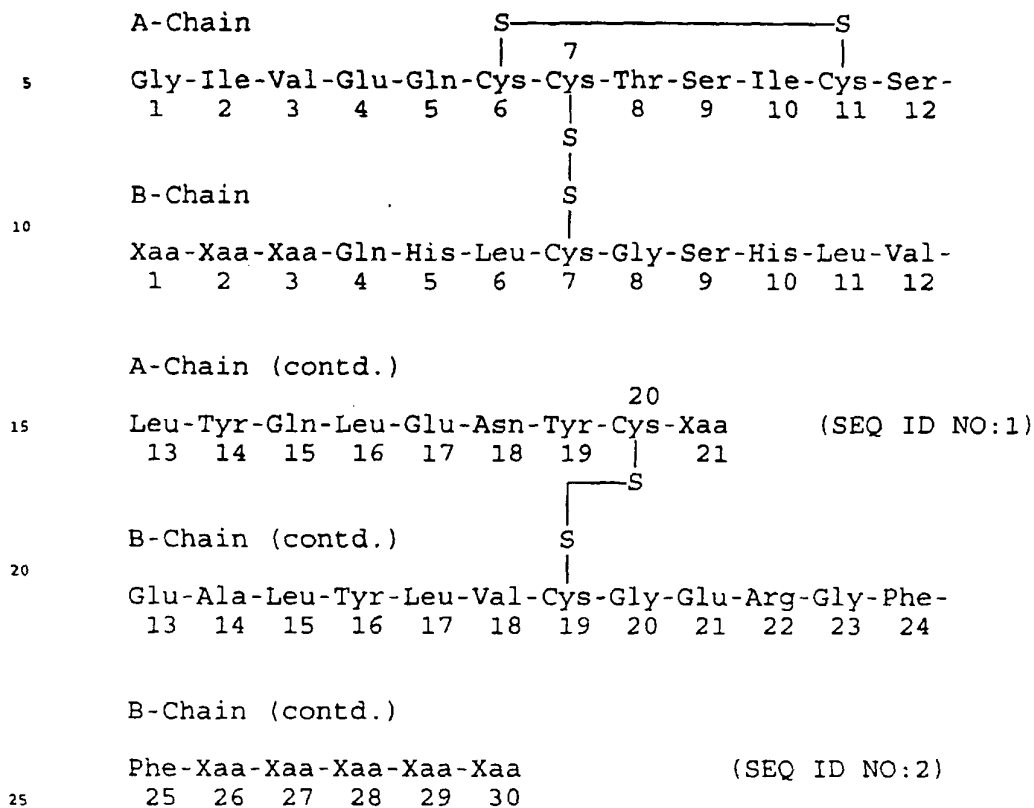 A-Chain S S
7
5 Gly-Ile-Val-Glu-Gln-Cys-Cys-Thr-Ser-Ile-Cys-Ser-
1 2 3 4 5 6 8 9 10 11 12
S
B-Chain S
10
Xaa-Xaa-Xaa-Gln-His-Leu-Cys-Gly-Ser-His-Leu-Val-
1 2 3 4 5 6 7 8 9 10 11 12
A-Chain (contd.)
20
15 Leu-Tyr-Gln-Leu-Glu-Asn-Tyr-Cys-Xaa (SEQ ID NO:1)
13 14 15 16 17 18 19 21
S
B-Chain (contd.) S
20
Glu-Ala-Leu-Tyr-Leu-Val-Cys-Gly-Glu-Arg-Gly-Phe-
13 14 15 16 17 18 19 20 21 22 23 24
B-Chain (contd.)
Phe-Xaa-Xaa-Xaa-Xaa-Xaa (SEQ ID NO:2)
25 25 26 27 28 29 30